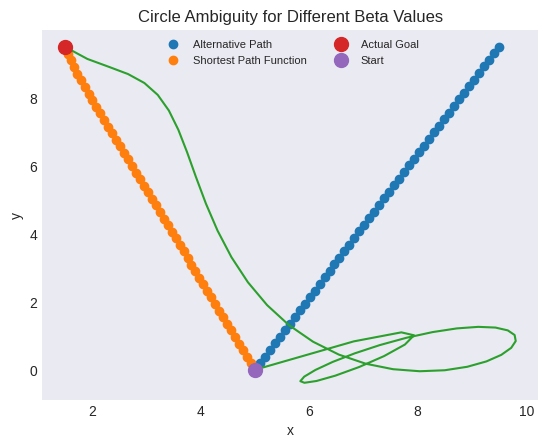 Circle Ambiguity for Different Beta Values
Alternative Path
Shortest Path Function
Actual Goal
Start
8
6
4
2
0
y
2
4
6
8
10
x